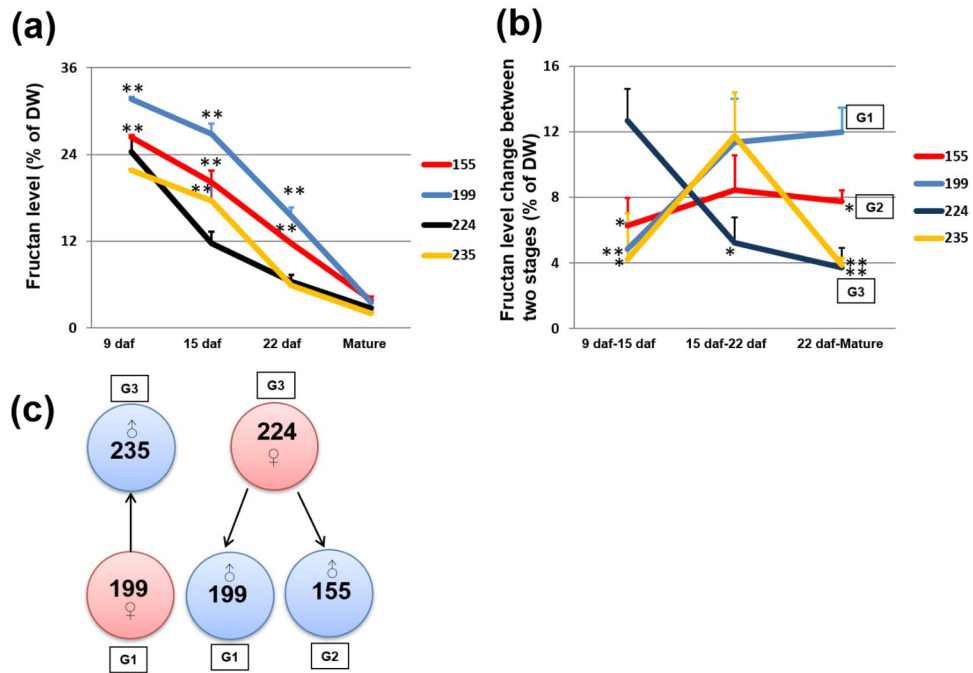 (a)
Fructan level (% of DW)
36
24
12
0
**
**
**
**
**
**
**
9 daf 15 daf 22 daf Mature
155
199
224
235
(b)
Fructan level change between
two stages (% of DW)
16
12
8
4
0
*
**
*
*
*
**
**
G1
G2
G3
9 daf-15 daf 15 daf-22 daf 22 daf-Mature
155
199
224
235
(c)
G3
♂
235
199
♀
G1
G3
224
♀
♂
199
G1
♂
155
G2